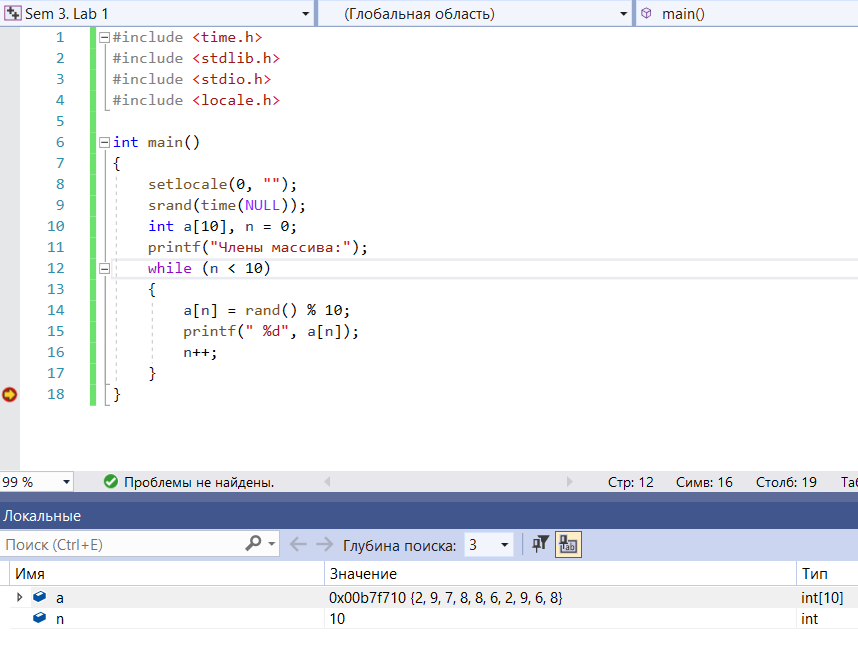 Sem 3. Lab 1 (Глобальная область) main()
1 #include <time.h>
2 #include <stdlib.h>
3 #include <stdio.h>
4 #include <locale.h>
5
6 int main()
7 {
8 setlocale(0, "");
9 srand(time(NULL));
10 int a[10], n = 0;
11 printf("Члены массива:");
12 while (n < 10)
13 {
14 a[n] = rand() % 10;
15 printf(" %d", a[n]);
16 n++;
17 }
18 }
99 % Проблемы не найдены. Стр: 12 Симв: 16 Столб: 19
Локальные
Поиск (Ctrl+E) Глубина поиска: 3
Имя Значение Тип
a 0x00b7f710 {2, 9, 7, 8, 8, 6, 2, 9, 6, 8} int[10]
n 10 int